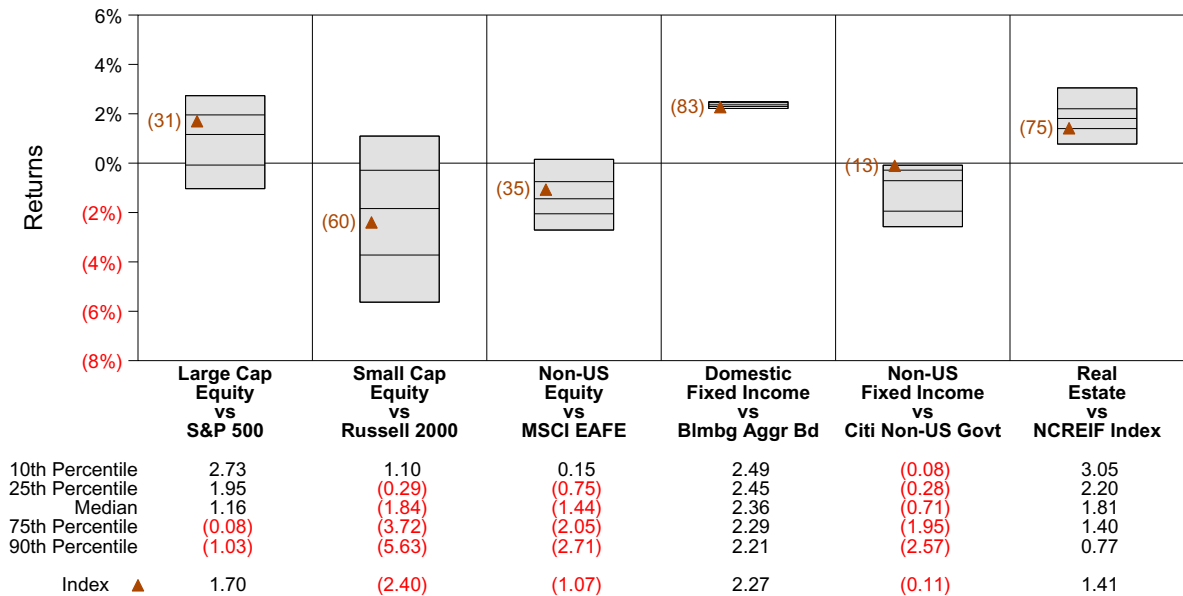 6%
4%
2%
0%
(2%)
(4%)
(6%)
(8%)
Returns
(31)
(60)
(35)
(83)
(13)
(75)
Large Cap
Equity
vs
S&P 500
Small Cap
Equity
vs
Russell 2000
Non-US
Equity
vs
MSCI EAFE
Domestic
Fixed Income
vs
Blmbg Aggr Bd
Non-US
Fixed Income
vs
Citi Non-US Govt
Real
Estate
vs
NCREIF Index
10th Percentile 2.73 1.10 0.15 2.49 (0.08) 3.05
25th Percentile 1.95 (0.29) (0.75) 2.45 (0.28) 2.20
Median 1.16 (1.84) (1.44) 2.36 (0.71) 1.81
75th Percentile (0.08) (3.72) (2.05) 2.29 (1.95) 1.40
90th Percentile (1.03) (5.63) (2.71) 2.21 (2.57) 0.77
Index 1.70 (2.40) (1.07) 2.27 (0.11) 1.41